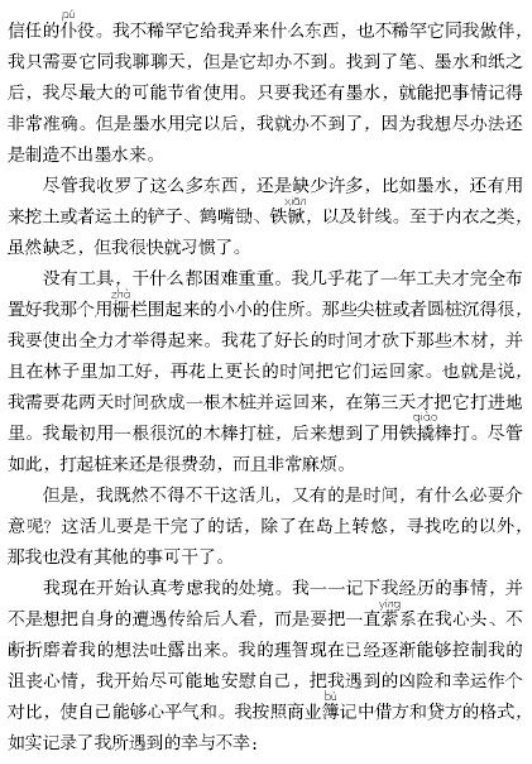 pú
信任的仆役。我不稀罕它给我弄来什么东西，也不稀罕它同我做伴，
我只需要它同我聊聊天，但是它却办不到。找到了笔、墨水和纸之
后，我尽最大的可能节省使用。只要我还有墨水，就能把事情记得
非常准确。但是墨水用完以后，我就办不到了，因为我想尽办法还
是制造不出墨水来。
尽管我收罗了这么多东西，还是缺少许多，比如墨水，还有用
xiān
来挖土或者运土的铲子、鹤嘴锄、铁锨，以及针线。至于内衣之类，
虽然缺乏，但我很快就习惯了。
没有工具，干什么都困难重重。我几乎花了一年工夫才完全布
zhà
置好我那个用栅栏围起来的小小的住所。那些尖桩或者圆桩沉得很，
我要使出全力才举得起来。我花了好长的时间才砍下那些木材，并
且在林子里加工好，再花上更长的时间把它们运回家。也就是说，
我需要花两天时间砍成一根木桩并运回来，在第三天才把它打进地
qiào
里。我最初用一根很沉的木棒打桩，后来想到了用铁撬棒打。尽管
如此，打起桩来还是很费劲，而且非常麻烦。
但是，我既然不得不干这活儿，又有的是时间，有什么必要介
意呢？这活儿要是干完了的话，除了在岛上转悠，寻找吃的以外，
那我也没有其他的事可干了。
我现在开始认真考虑我的处境。我一一记下我经历的事情，并
yíng
不是想把自身的遭遇传给后人看，而是要把一直萦系在我心头、不
断折磨着我的想法吐露出来。我的理智现在已经逐渐能够控制我的
沮丧心情，我开始尽可能地安慰自己，把我遇到的凶险和幸运作个
bù
对比，使自己能够心平气和。我按照商业簿记中借方和贷方的格式，
如实记录了我所遇到的幸与不幸：